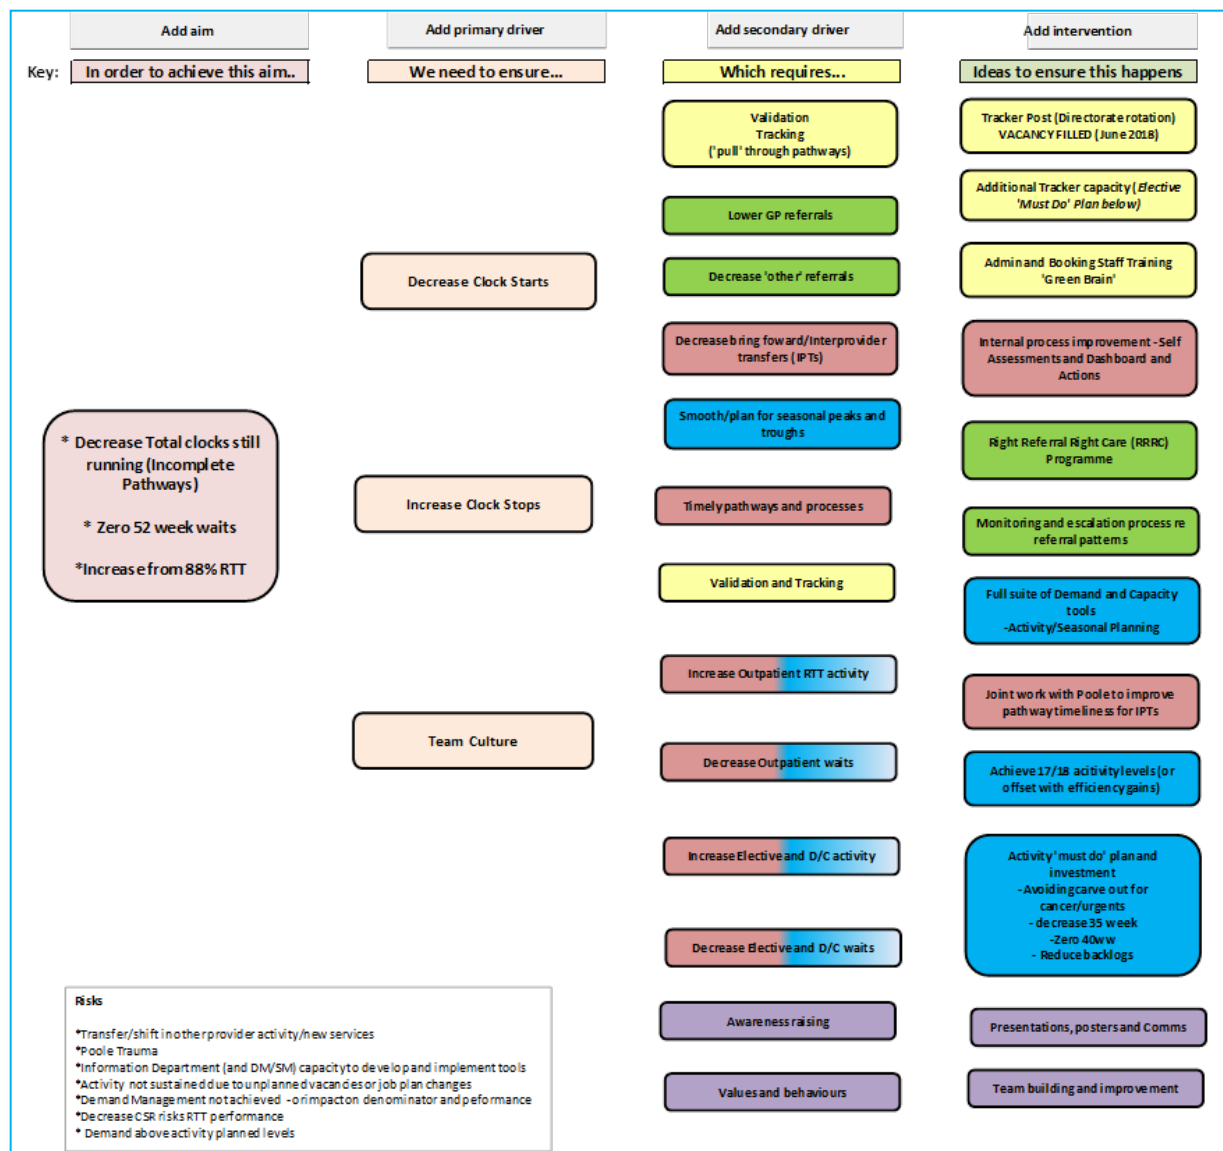 Add aim
Add primary driver
Add secondary driver
Add intervention
Key:
In order to achieve this aim..
We need to ensure...
Which requires...
Ideas to ensure this happens
* Decrease Total clocks still
running (Incomplete
Pathways)
* Zero 52 week waits
*Increase from 88% RTT
Decrease Clock Starts
Increase Clock Stops
Team Culture
Validation
Tracking
('pull' through pathways)
Lower GP referrals
Decrease 'other' referrals
Decrease bring foward/Interprovider
transfers (IPTs)
Smooth/plan for seasonal peaks and
troughs
Timely pathways and processes
Validation and Tracking
Increase Outpatient RTT activity
Decrease Outpatient waits
Increase Elective and D/C activity
Decrease Elective and D/C waits
Awareness raising
Values and behaviours
Tracker Post (Directorate rotation)
VACANCY FILLED (June 2018)
Additional Tracker capacity (Elective
'Must Do' Plan below)
Admin and Booking Staff Training
'Green Brain'
Internal process improvement - Self
Assessments and Dashboard and
Actions
Right Referral Right Care (RRRC)
Programme
Monitoring and escalation process re
referral patterns
Full suite of Demand and Capacity
tools
-Activity/Seasonal Planning
Joint work with Poole to improve
pathway timeliness for IPTs
Achieve 17/18 acitivity levels (or
offset with efficiency gains)
Activity 'must do' plan and
investment
- Avoiding carve out for
cancer/urgents
- decrease 35 week
-Zero 40ww
- Reduce backlogs
Presentations, posters and Comms
Team building and improvement
Risks
*Transfer/shift in other provider activity/new services
*Poole Trauma
*Information Department (and DM/SM) capacity to develop and implement tools
*Activity not sustained due to unplanned vacancies or job plan changes
*Demand Management not achieved - or impact on denominator and peformance
*Decrease CSR risks RTT performance
* Demand above activity planned levels